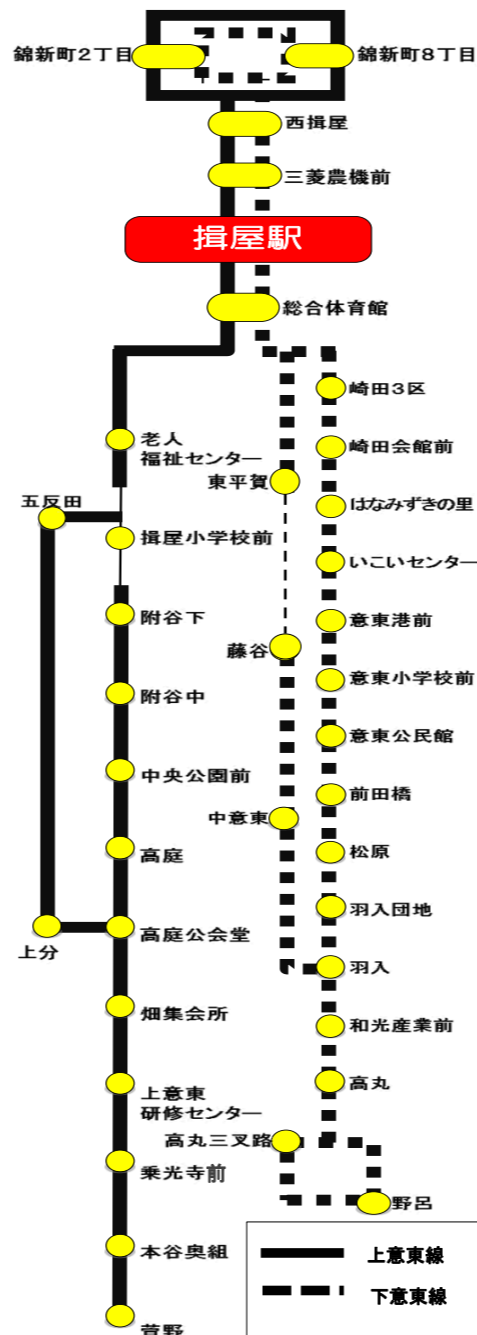 錦新町２丁目
錦新町８丁目
西揖屋
三菱農機前
揖屋駅
総合体育館
崎田３区
老人
福祉センター
崎田会館前
東平賀
はなみずきの里
五反田
揖屋小学校前
いこいセンター
附谷下
意東港前
藤谷
意東小学校前
附谷中
意東公民館
中央公園前
前田橋
中意東
高庭
松原
羽入団地
高庭公会堂
上分
羽入
畑集会所
和光産業前
高丸
上意東
研修センター
高丸三叉路
乗光寺前
野呂
本谷奥組
上意東線
下意東線
菅野